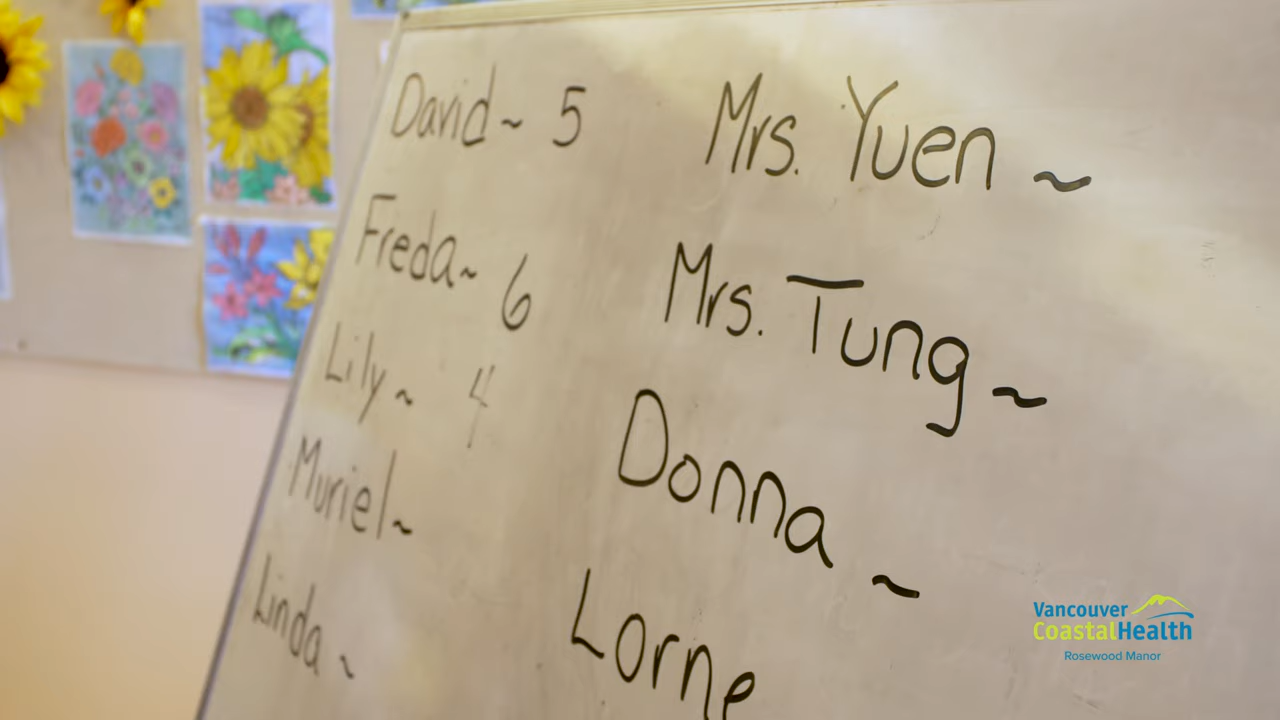 David ~ 5
Freda ~ 6
Lily ~ 4
Muriel ~
Linda ~
Mrs. Yuen ~
Mrs. Tung ~
Donna ~
Lorne
Vancouver
CoastalHealth
Rosewood Manor